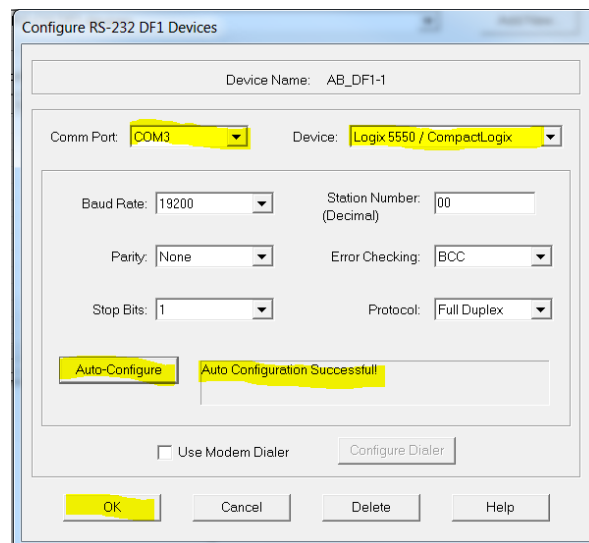 Configure RS-232 DF1 Devices
Device Name: AB_DF1-1
Comm Port: COM3 Device: Logix 5550 / CompactLogix
Baud Rate: 19200 Station Number: 00
(Decimal)
Parity: None Error Checking: BCC
Stop Bits: 1 Protocol: Full Duplex
Auto-Configure Auto Configuration Successful!
Use Modem Dialer Configure Dialer
OK Cancel Delete Help